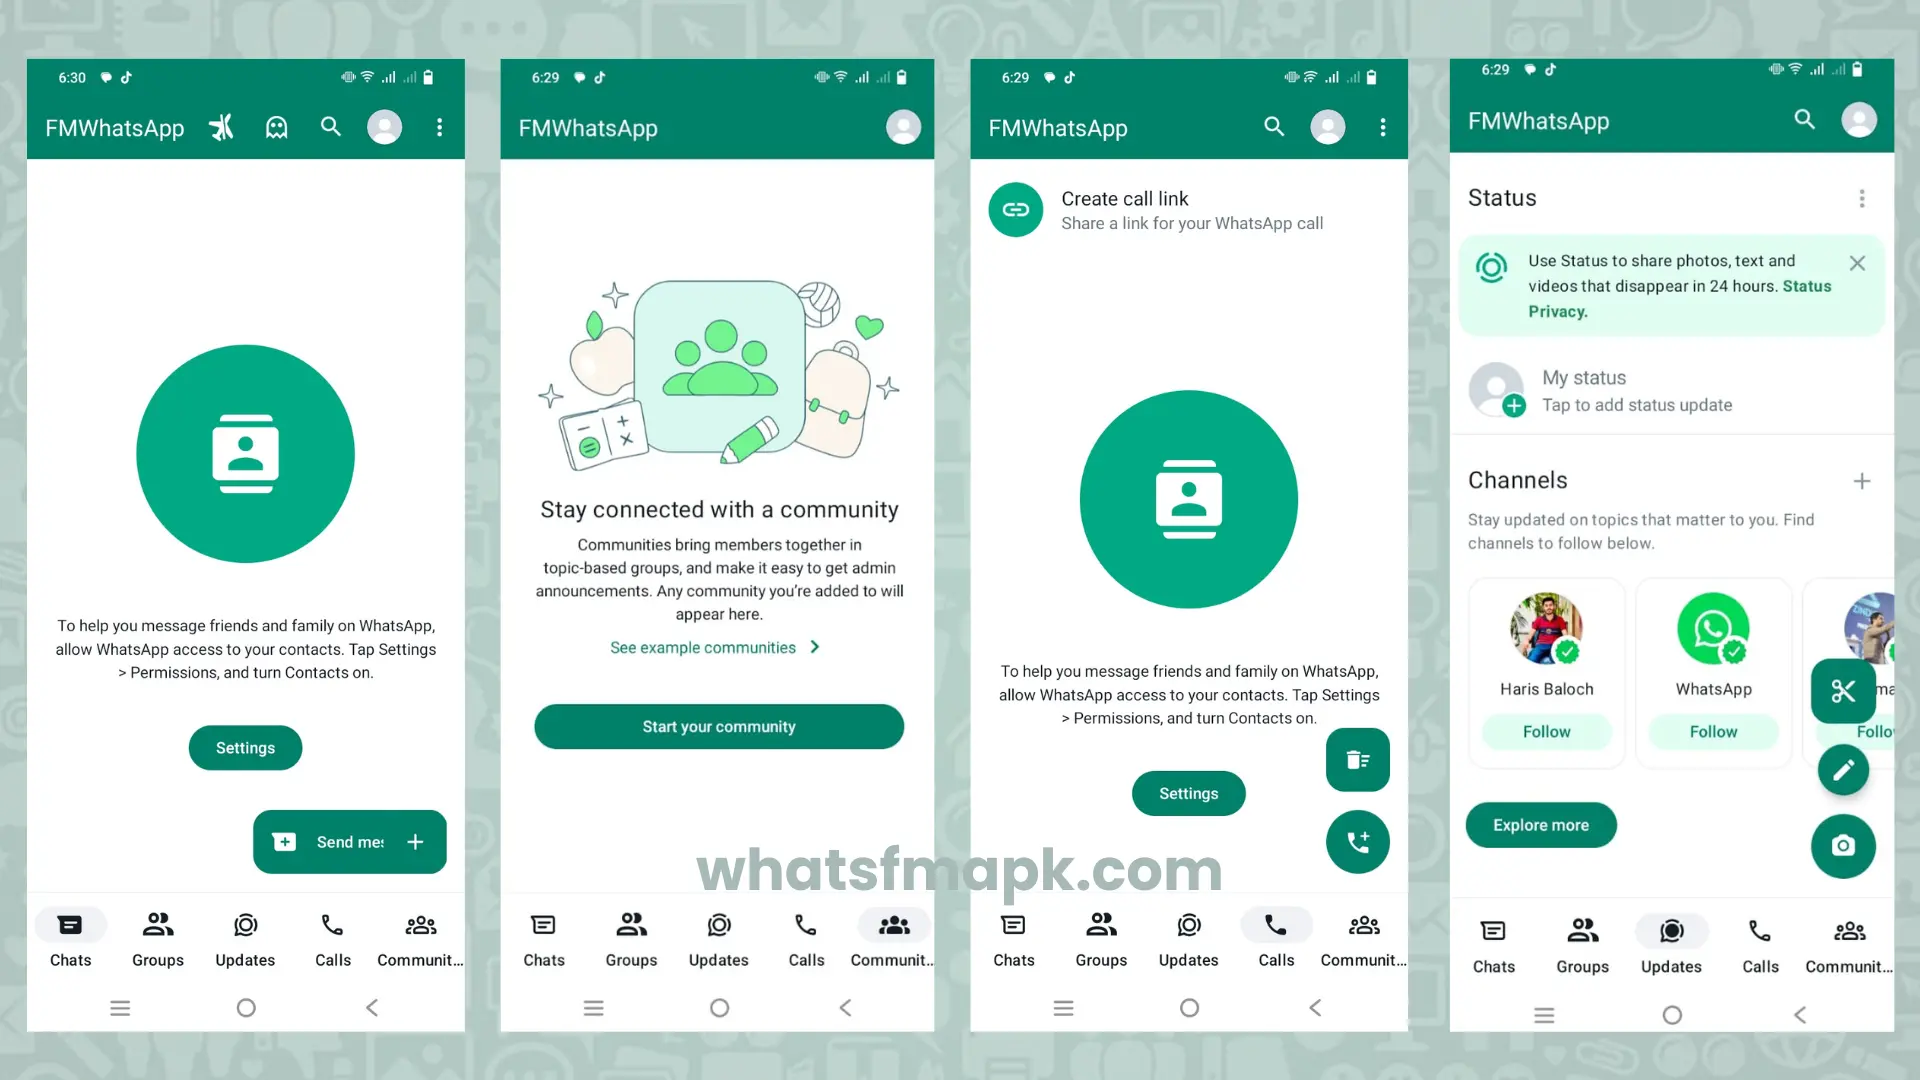 6:30
FMWhatsApp
To help you message friends and family on WhatsApp,
allow WhatsApp access to your contacts. Tap Settings
> Permissions, and turn Contacts on.
Settings
Send mes
Chats
Groups
Updates
Calls
Communit...
6:29
FMWhatsApp
Stay connected with a community
Communities bring members together in
topic-based groups, and make it easy to get admin
announcements. Any community you're added to will
appear here.
See example communities
Start your community
Chats
Groups
Updates
Calls
Communit...
6:29
FMWhatsApp
Create call link
Share a link for your WhatsApp call
To help you message friends and family on WhatsApp,
allow WhatsApp access to your contacts. Tap Settings
> Permissions, and turn Contacts on.
Settings
Chats
Groups
Updates
Calls
Communit...
6:29
FMWhatsApp
Status
Use Status to share photos, text and
videos that disappear in 24 hours. Status
Privacy.
My status
Tap to add status update
Channels
Stay updated on topics that matter to you. Find
channels to follow below.
Haris Baloch
Follow
WhatsApp
Follow
Follo
Explore more
Chats
Groups
Updates
Calls
Communit...
whatsfmapk.com